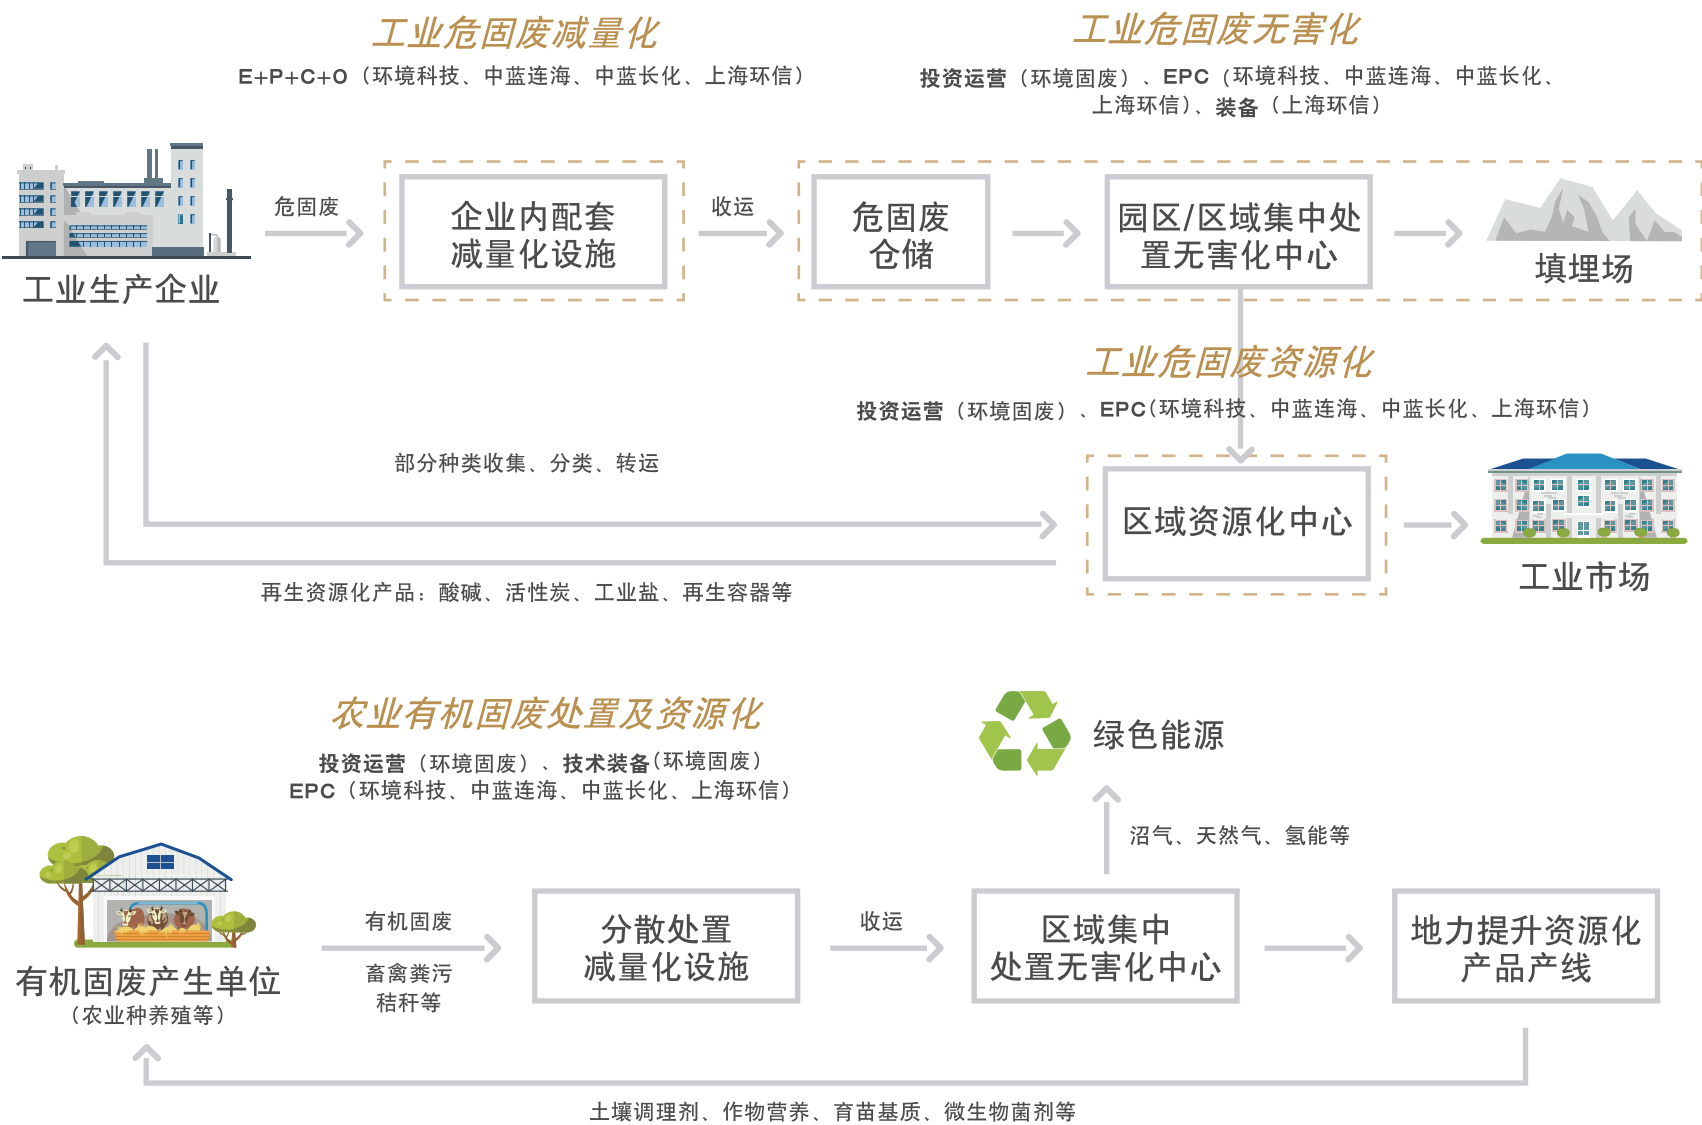 工业危固废减量化
E+P+C+O（环境科技、中蓝连海、中蓝长化、上海环信）
工业危固废无害化
投资运营（环境固废）、EPC（环境科技、中蓝连海、中蓝长化、
上海环信）、装备（上海环信）
工业生产企业
危固废
企业内配套
减量化设施
收运
危固废
仓储
园区/区域集中处
置无害化中心
填埋场
工业危固废资源化
投资运营（环境固废）、EPC(环境科技、中蓝连海、中蓝长化、上海环信）
部分种类收集、分类、转运
区域资源化中心
工业市场
再生资源化产品：酸碱、活性炭、工业盐、再生容器等
农业有机固废处置及资源化
投资运营（环境固废）、技术装备(环境固废）
EPC（环境科技、中蓝连海、中蓝长化、上海环信）
绿色能源
沼气、天然气、氢能等
有机固废产生单位
（农业种养殖等）
有机固废
畜禽粪污
秸秆等
分散处置
减量化设施
收运
区域集中
处置无害化中心
地力提升资源化
产品产线
土壤调理剂、作物营养、育苗基质、微生物菌剂等